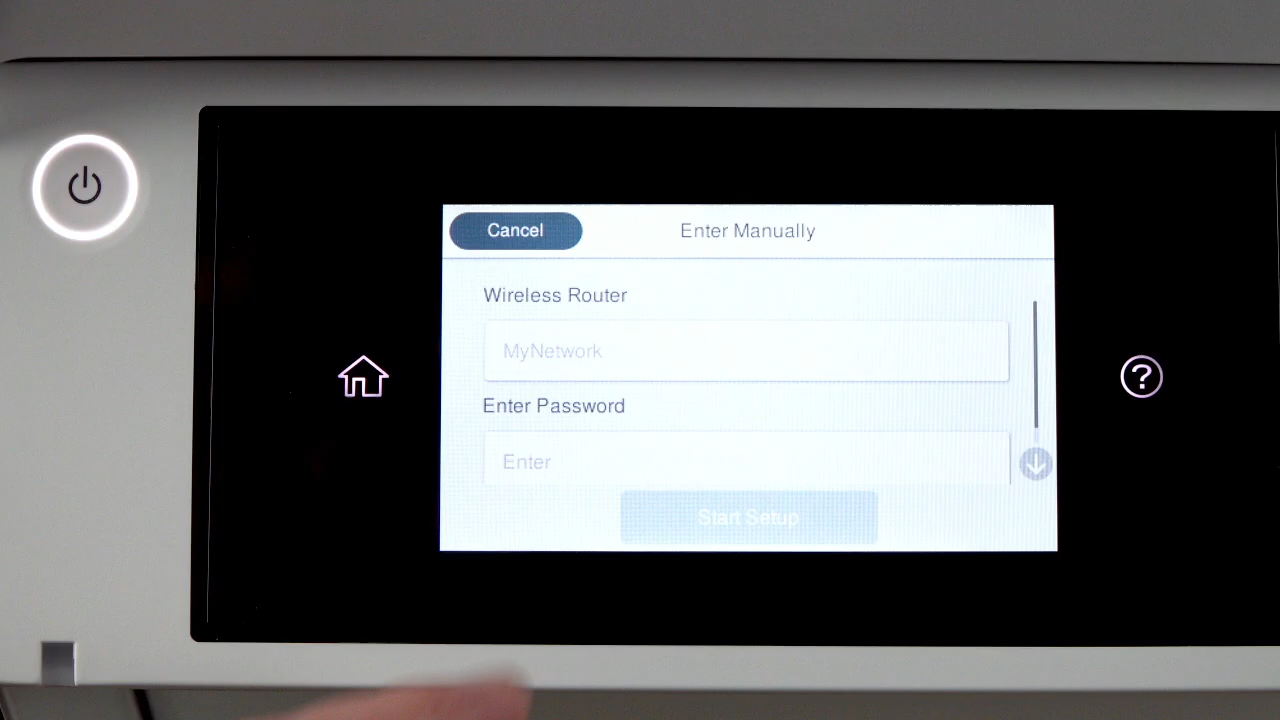 Cancel
Enter Manually
Wireless Router
MyNetwork
Enter Password
Enter
Start Setup
?